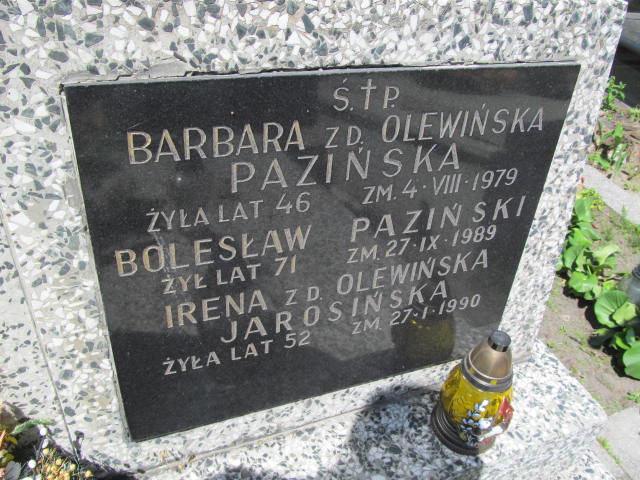 Ś.†P.
BARBARA ZD. OLEWIŃSKA
PAZIŃSKA
ŻYŁA LAT 46 ZM. 4·VIII·1979
BOLESŁAW PAZIŃSKI
ŻYŁ LAT 71 ZM. 27·IX·1989
IRENA ZD. OLEWIŃSKA
JAROSIŃSKA
ŻYŁA LAT 52 ZM. 27·I·1990